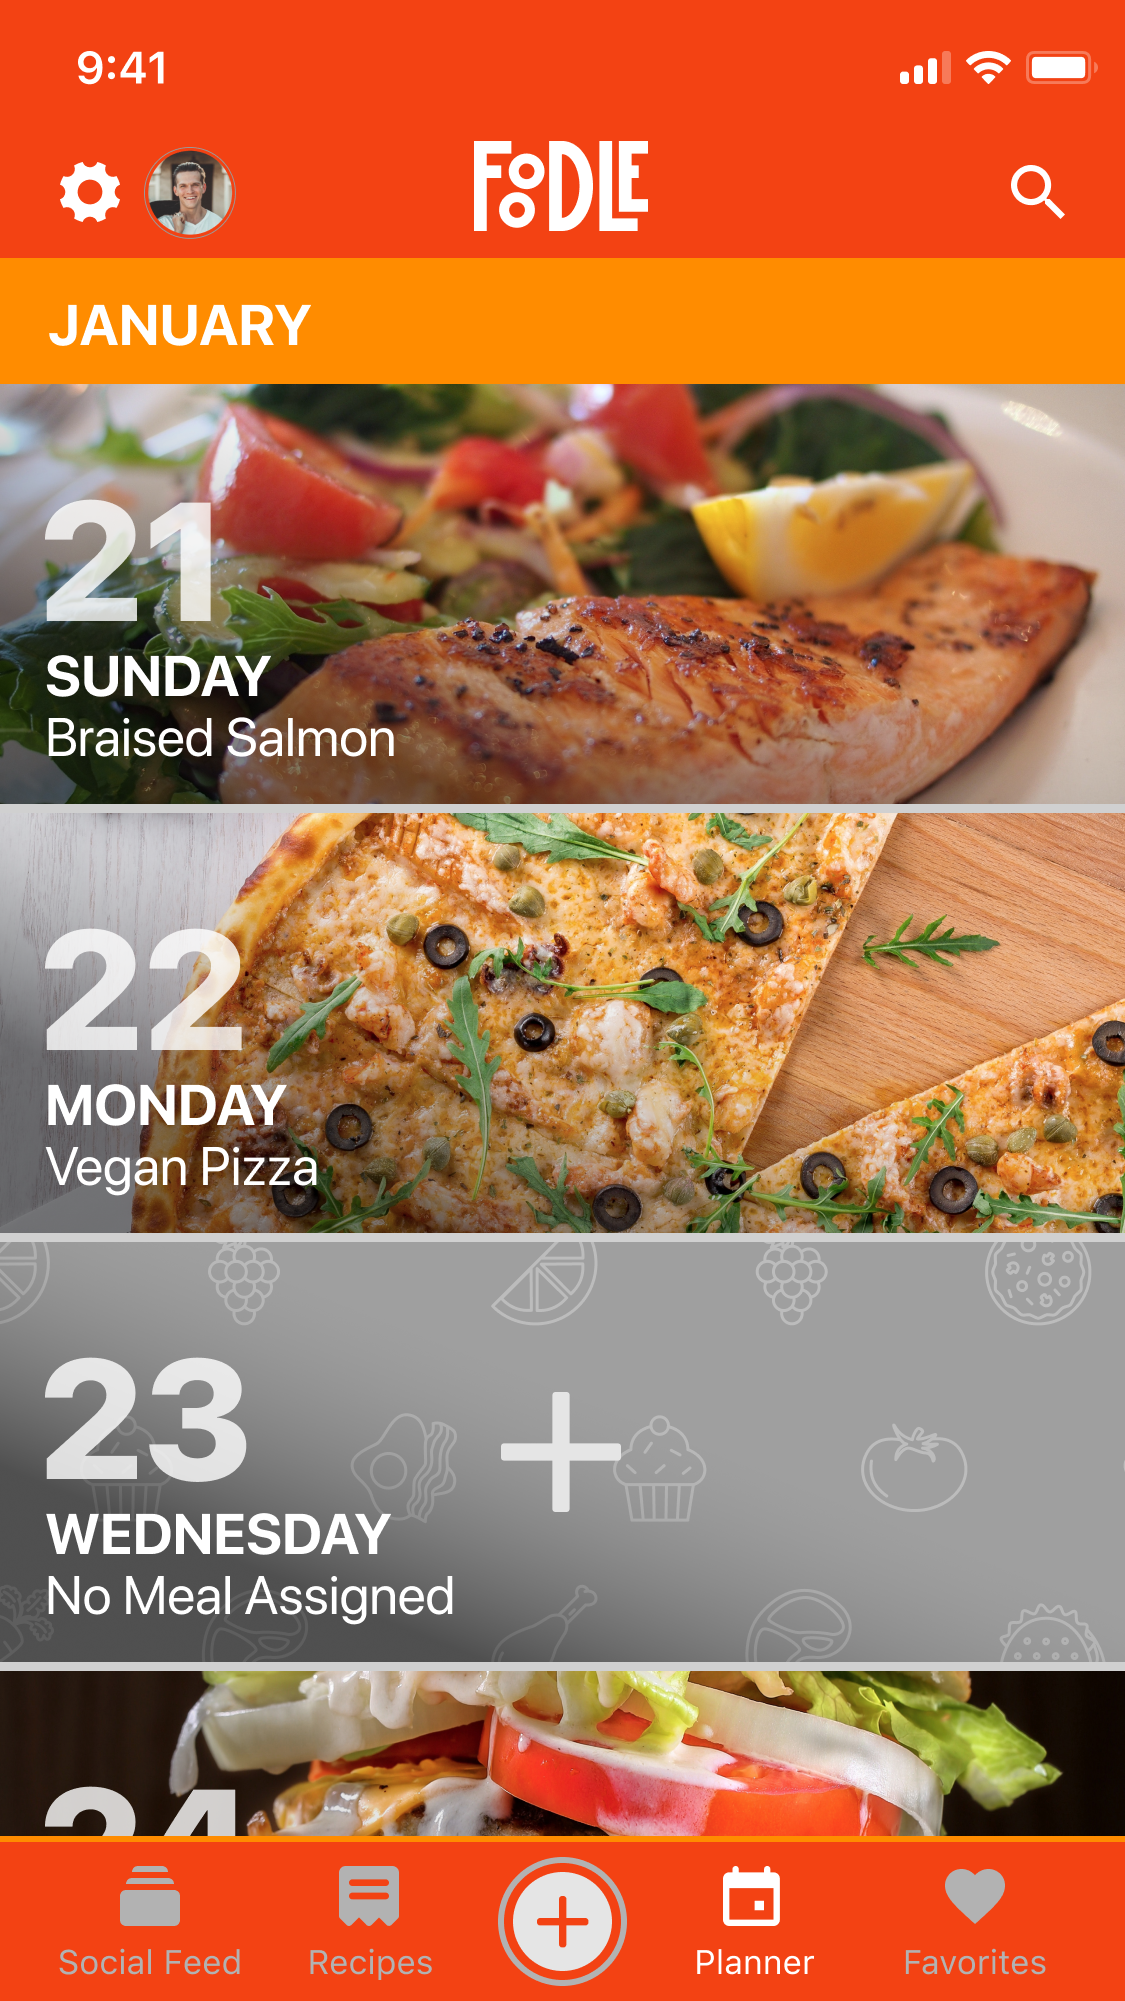 9:41
FOODLE
JANUARY
21
SUNDAY
Braised Salmon
22
MONDAY
Vegan Pizza
23
WEDNESDAY
No Meal Assigned
24
Social Feed
Recipes
Planner
Favorites